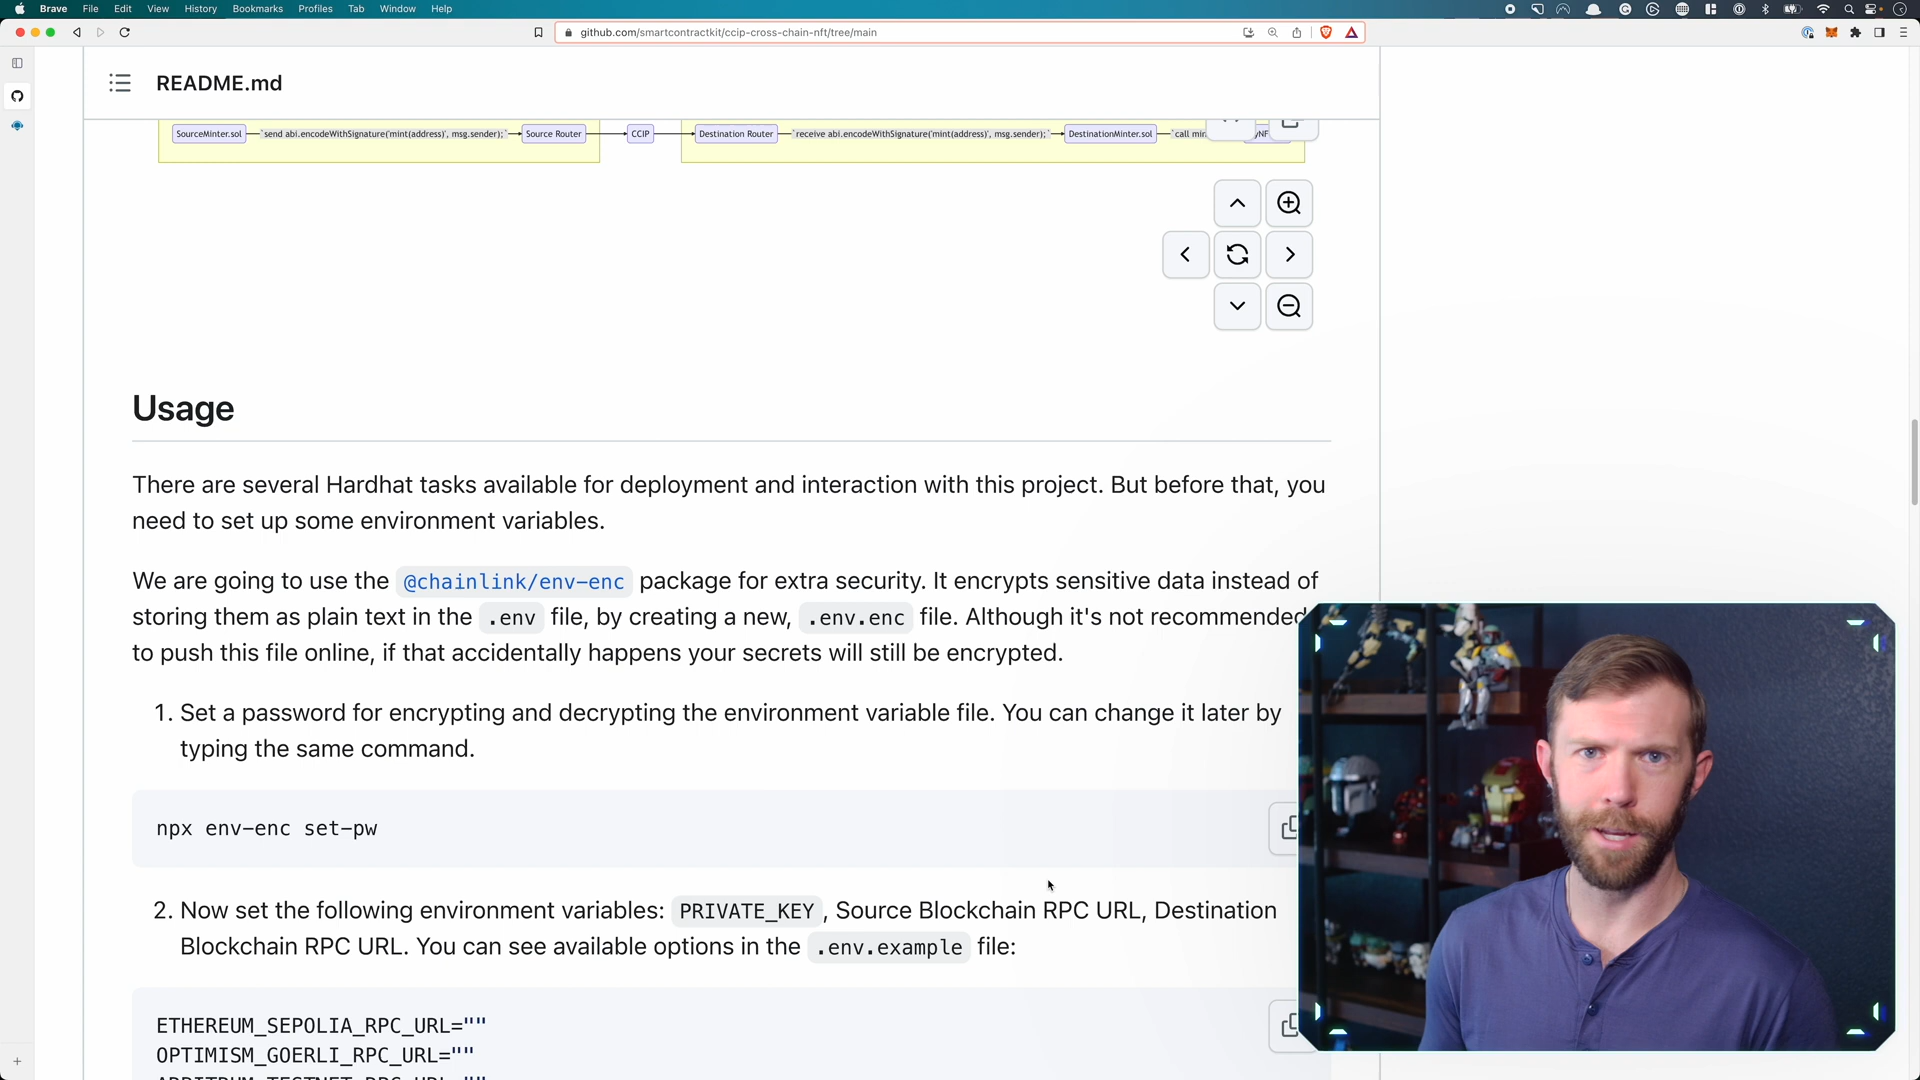 Brave File Edit View History Bookmarks Profiles Tab Window Help
github.com/smartcontractkit/ccip-cross-chain-nft/tree/main
README.md
SourceMinter.sol `send abi.encodeWithSignature('mint(address)', msg.sender);` Source Router CCIP Destination Router `receive abi.encodeWithSignature('mint(address)', msg.sender);` DestinationMinter.sol `call
Usage
There are several Hardhat tasks available for deployment and interaction with this project. But before that, you
need to set up some environment variables.
We are going to use the @chainlink/env-enc package for extra security. It encrypts sensitive data instead of
storing them as plain text in the .env file, by creating a new, .env.enc file. Although it's not recommended
to push this file online, if that accidentally happens your secrets will still be encrypted.
1. Set a password for encrypting and decrypting the environment variable file. You can change it later by
typing the same command.
npx env-enc set-pw
2. Now set the following environment variables: PRIVATE_KEY, Source Blockchain RPC URL, Destination
Blockchain RPC URL. You can see available options in the .env.example file:
ETHEREUM_SEPOLIA_RPC_URL=""
OPTIMISM_GOERLI_RPC_URL=""